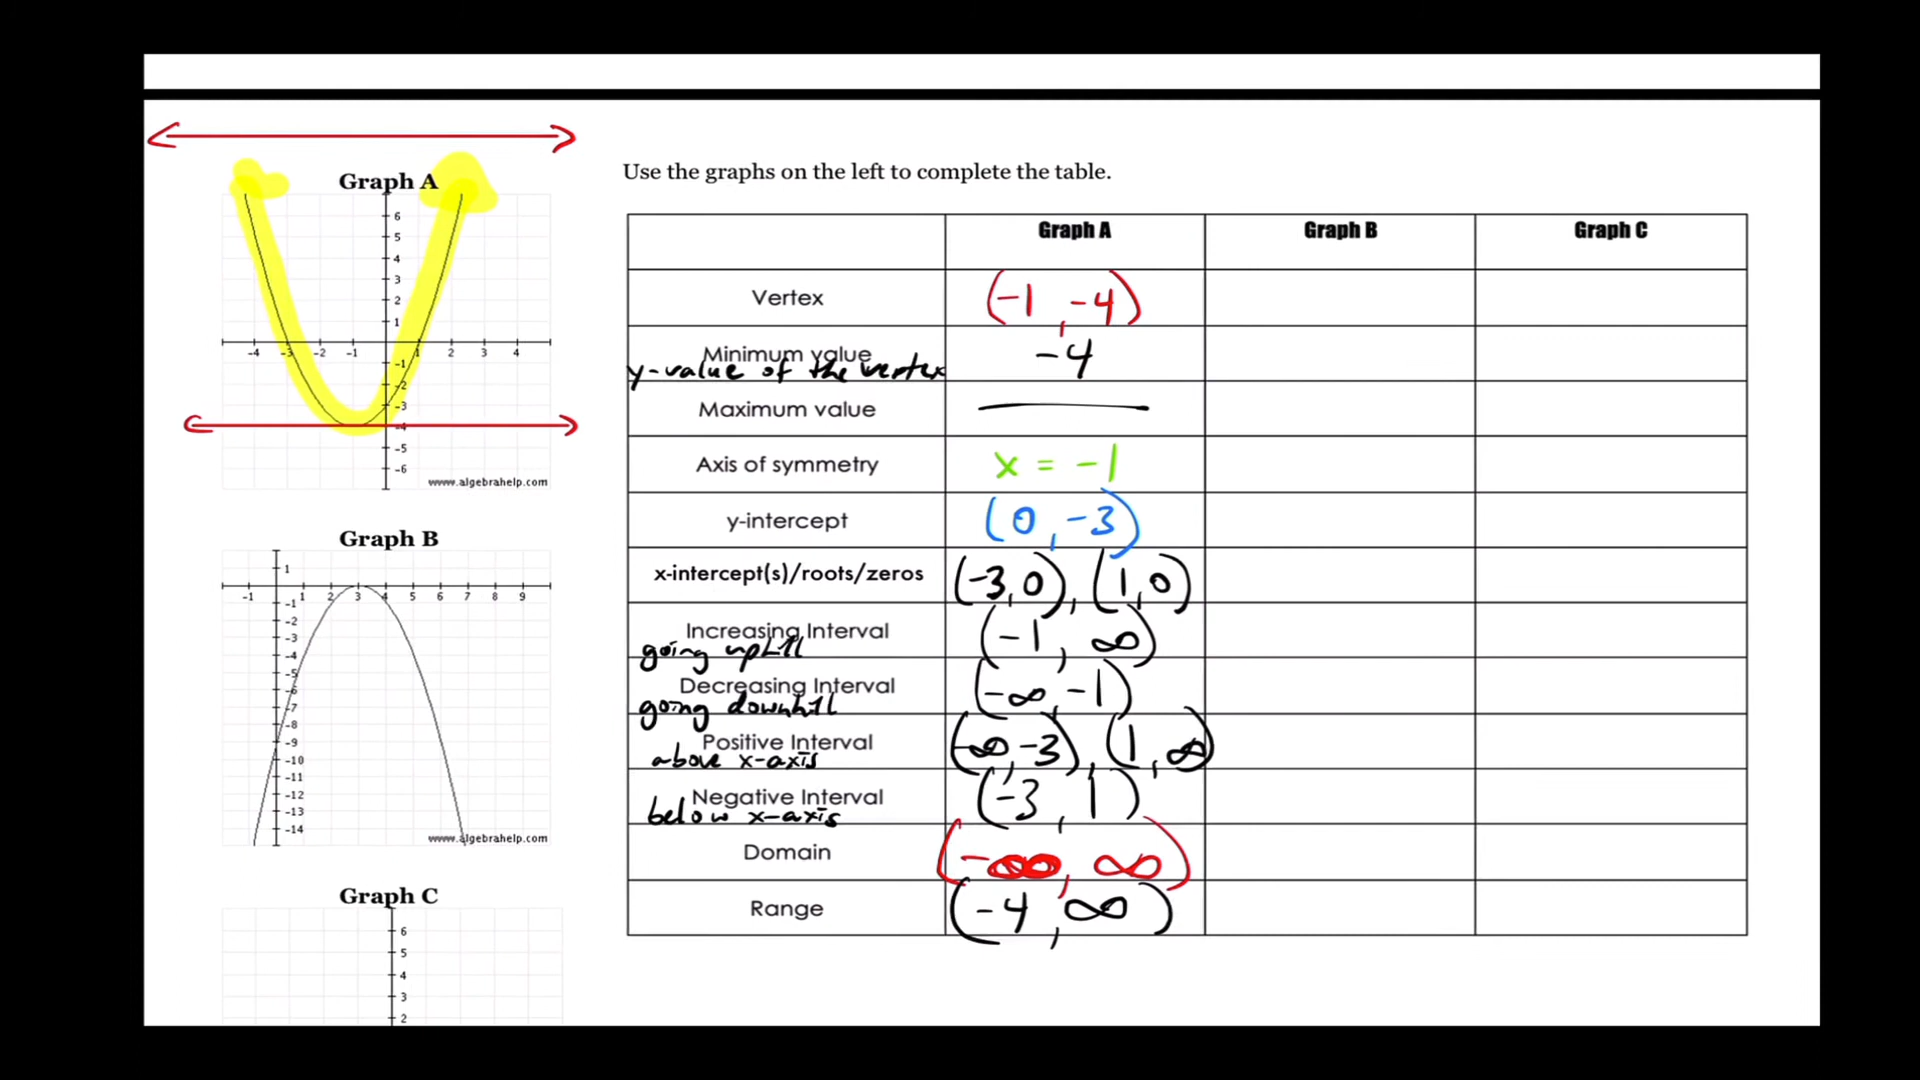 Graph A
6
5
4
3
2
1
-4 -3 -2 -1 2 3 4
-1
-2
-3
-4
-5
-6
www.algebrahelp.com
Graph B
1
-1 1 2 3 4 5 6 7 8 9
-1
-2
-3
-4
-5
-6
-7
-8
-9
-10
-11
-12
-13
-14
www.algebrahelp.com
Graph C
6
5
4
3
2
Use the graphs on the left to complete the table.
Graph A Graph B Graph C
Vertex (-1, -4)
Minimum value -4
y-value of the vertex
Maximum value —
Axis of symmetry x = -1
y-intercept (0, -3)
x-intercept(s)/roots/zeros (-3,0), (1,0)
Increasing Interval (-1, ∞)
going uphill
Decreasing Interval (-∞, -1)
going downhill
Positive Interval (-∞, -3), (1, ∞)
above x-axis
Negative Interval (-3, 1)
below x-axis
Domain (-∞, ∞)
Range (-4, ∞)